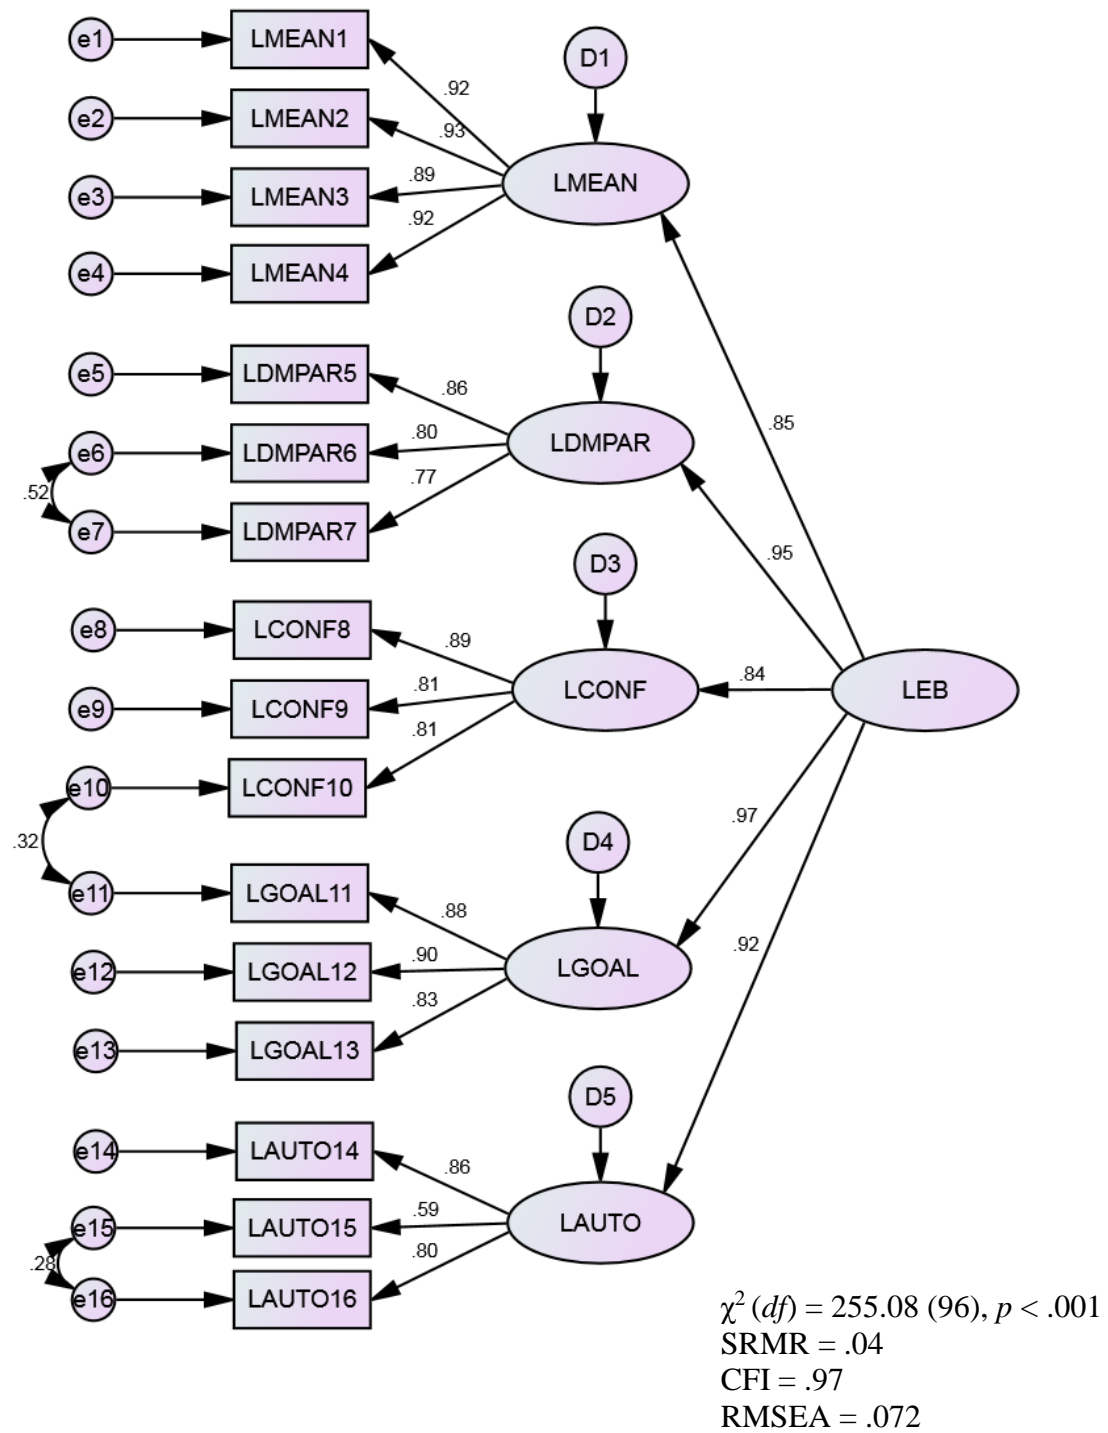 e1
LMEAN1
D1
.92
e2
LMEAN2
.93
LMEAN
e3
LMEAN3
.89
.92
e4
LMEAN4
D2
e5
LDMPAR5
.86
.85
e6
LDMPAR6
.80
LDMPAR
.52
.77
e7
LDMPAR7
.95
D3
e8
LCONF8
.89
e9
LCONF9
.81
LCONF
.84
LEB
.81
e10
LCONF10
.32
D4
.97
e11
LGOAL11
.88
.92
e12
LGOAL12
.90
LGOAL
.83
e13
LGOAL13
D5
e14
LAUTO14
.86
e15
LAUTO15
.59
LAUTO
.28
.80
e16
LAUTO16
χ² (df) = 255.08 (96), p < .001
SRMR = .04
CFI = .97
RMSEA = .072